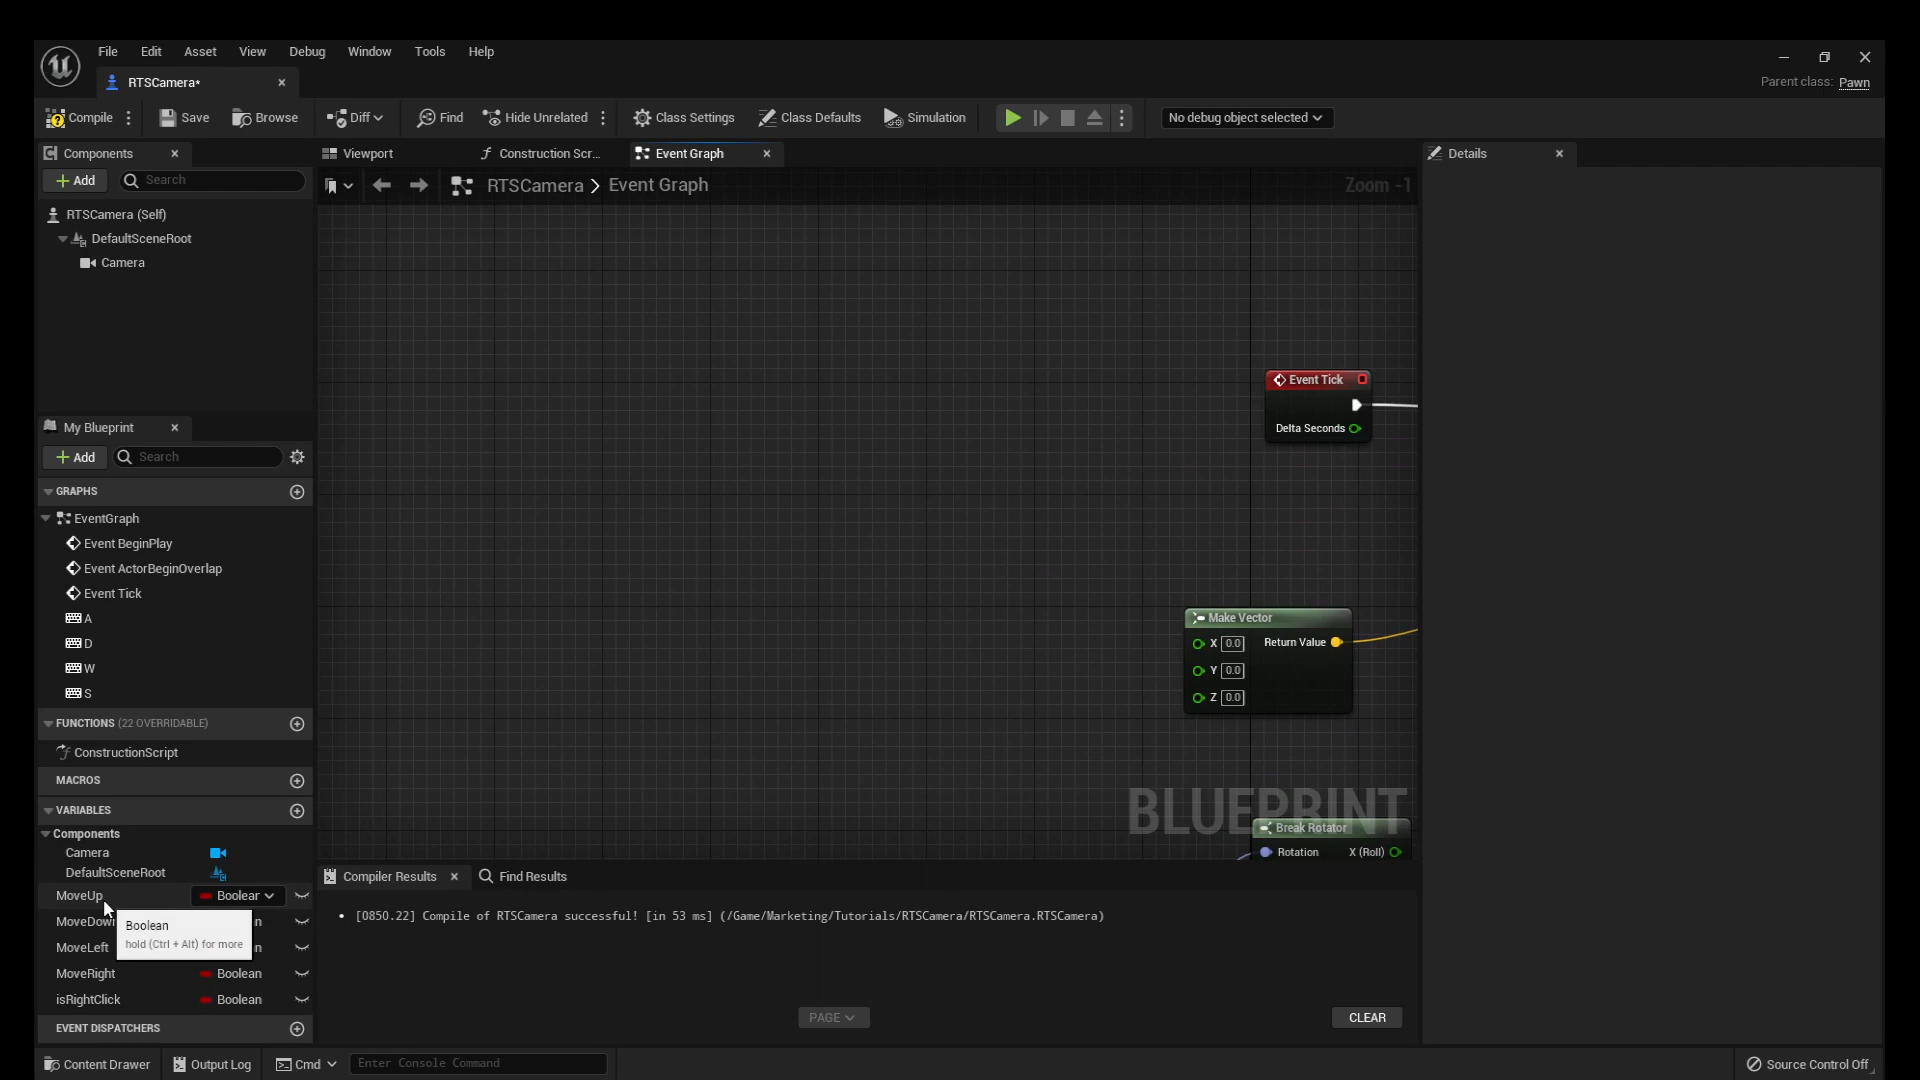 File Edit Asset View Debug Window Tools Help
RTSCamera*
Parent class: Pawn
Compile Save Browse Diff Find Hide Unrelated Class Settings Class Defaults Simulation No debug object selected
Components Viewport Construction Scr... Event Graph Details
Add Search
RTSCamera > Event Graph Zoom -1
RTSCamera (Self)
DefaultSceneRoot
Camera
Event Tick
Delta Seconds
My Blueprint
Add Search
GRAPHS
EventGraph
Event BeginPlay
Event ActorBeginOverlap
Event Tick
A
D
W
S
Make Vector
X 0.0 Return Value
Y 0.0
Z 0.0
FUNCTIONS (22 OVERRIDABLE)
ConstructionScript
MACROS
VARIABLES
BLUEPRINT
Break Rotator
Rotation X (Roll)
Components
Camera
DefaultSceneRoot
MoveUp Boolean
MoveDown
Boolean
hold (Ctrl + Alt) for more
MoveLeft
MoveRight Boolean
isRightClick Boolean
EVENT DISPATCHERS
Compiler Results Find Results
• [0850.22] Compile of RTSCamera successful! [in 53 ms] (/Game/Marketing/Tutorials/RTSCamera/RTSCamera.RTSCamera)
PAGE CLEAR
Content Drawer Output Log Cmd Enter Console Command Source Control Off